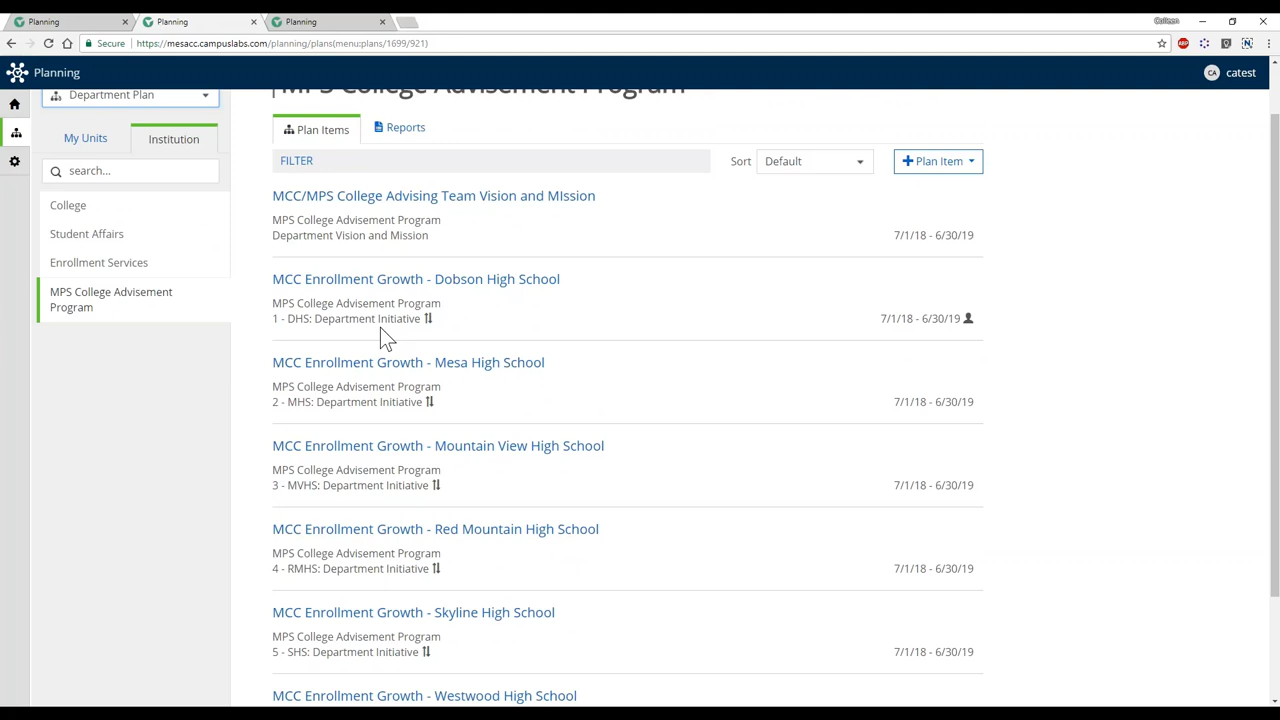 Planning
Planning
Planning
Colleen
Secure
https://mesacc.campuslabs.com/planning/plans(menu:plans/1699/921)
Planning
CA
catest
Department Plan
MPS College Advisement Program
My Units
Institution
search...
College
Student Affairs
Enrollment Services
MPS College Advisement
Program
Plan Items
Reports
FILTER
Sort
Default
Plan Item
MCC/MPS College Advising Team Vision and MIssion
MPS College Advisement Program
Department Vision and Mission
7/1/18 - 6/30/19
MCC Enrollment Growth - Dobson High School
MPS College Advisement Program
1 - DHS: Department Initiative
7/1/18 - 6/30/19
MCC Enrollment Growth - Mesa High School
MPS College Advisement Program
2 - MHS: Department Initiative
7/1/18 - 6/30/19
MCC Enrollment Growth - Mountain View High School
MPS College Advisement Program
3 - MVHS: Department Initiative
7/1/18 - 6/30/19
MCC Enrollment Growth - Red Mountain High School
MPS College Advisement Program
4 - RMHS: Department Initiative
7/1/18 - 6/30/19
MCC Enrollment Growth - Skyline High School
MPS College Advisement Program
5 - SHS: Department Initiative
7/1/18 - 6/30/19
MCC Enrollment Growth - Westwood High School